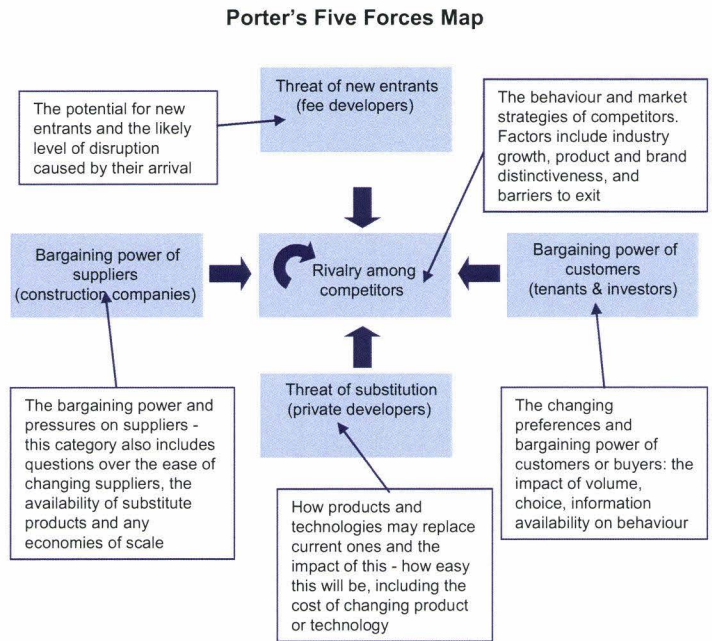 Porter's Five Forces Map
Threat of new entrants
(fee developers)
The potential for new
entrants and the likely
level of disruption
caused by their arrival
The behaviour and market
strategies of competitors.
Factors include industry
growth, product and brand
distinctiveness, and
barriers to exit
Bargaining power of
suppliers
(construction companies)
Rivalry among
competitors
Bargaining power of
customers
(tenants & investors)
Threat of substitution
(private developers)
The bargaining power and
pressures on suppliers -
this category also includes
questions over the ease of
changing suppliers, the
availability of substitute
products and any
economies of scale
How products and
technologies may replace
current ones and the
impact of this - how easy
this will be, including the
cost of changing product
or technology
The changing
preferences and
bargaining power of
customers or buyers: the
impact of volume,
choice, information
availability on behaviour